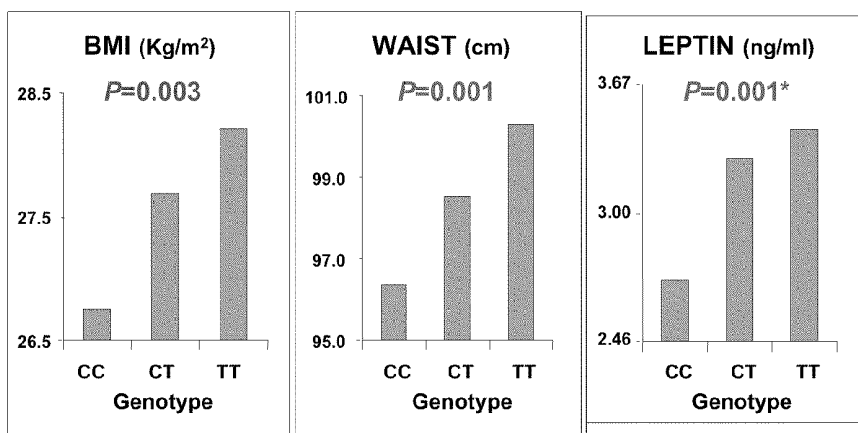 BMI (Kg/m²)
P=0.003
28.5
27.5
26.5
CC CT TT
Genotype
WAIST (cm)
P=0.001
101.0
99.0
97.0
95.0
CC CT TT
Genotype
LEPTIN (ng/ml)
P=0.001*
3.67
3.00
2.46
CC CT TT
Genotype